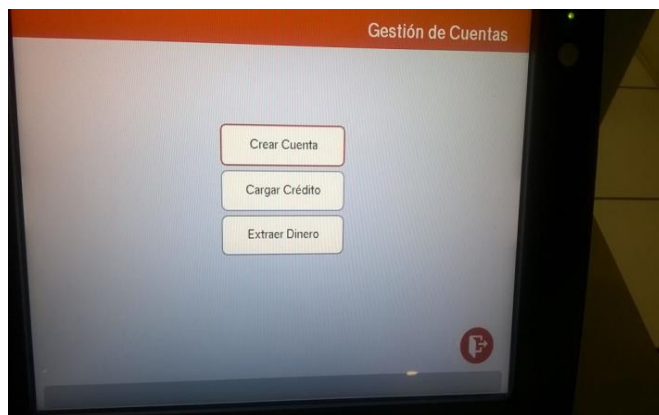 Gestión de Cuentas
Crear Cuenta
Cargar Crédito
Extraer Dinero